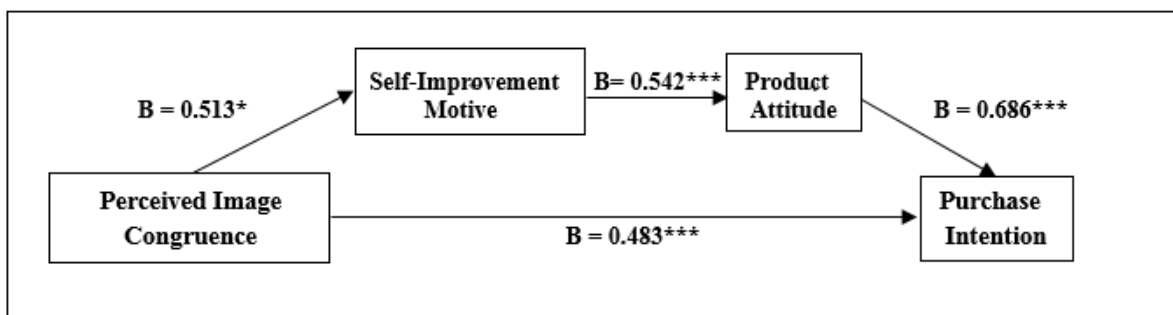 Self-Improvement
Motive
B= 0.542***
Product
Attitude
B = 0.513*
B = 0.686***
Perceived Image
Congruence
B = 0.483***
Purchase
Intention